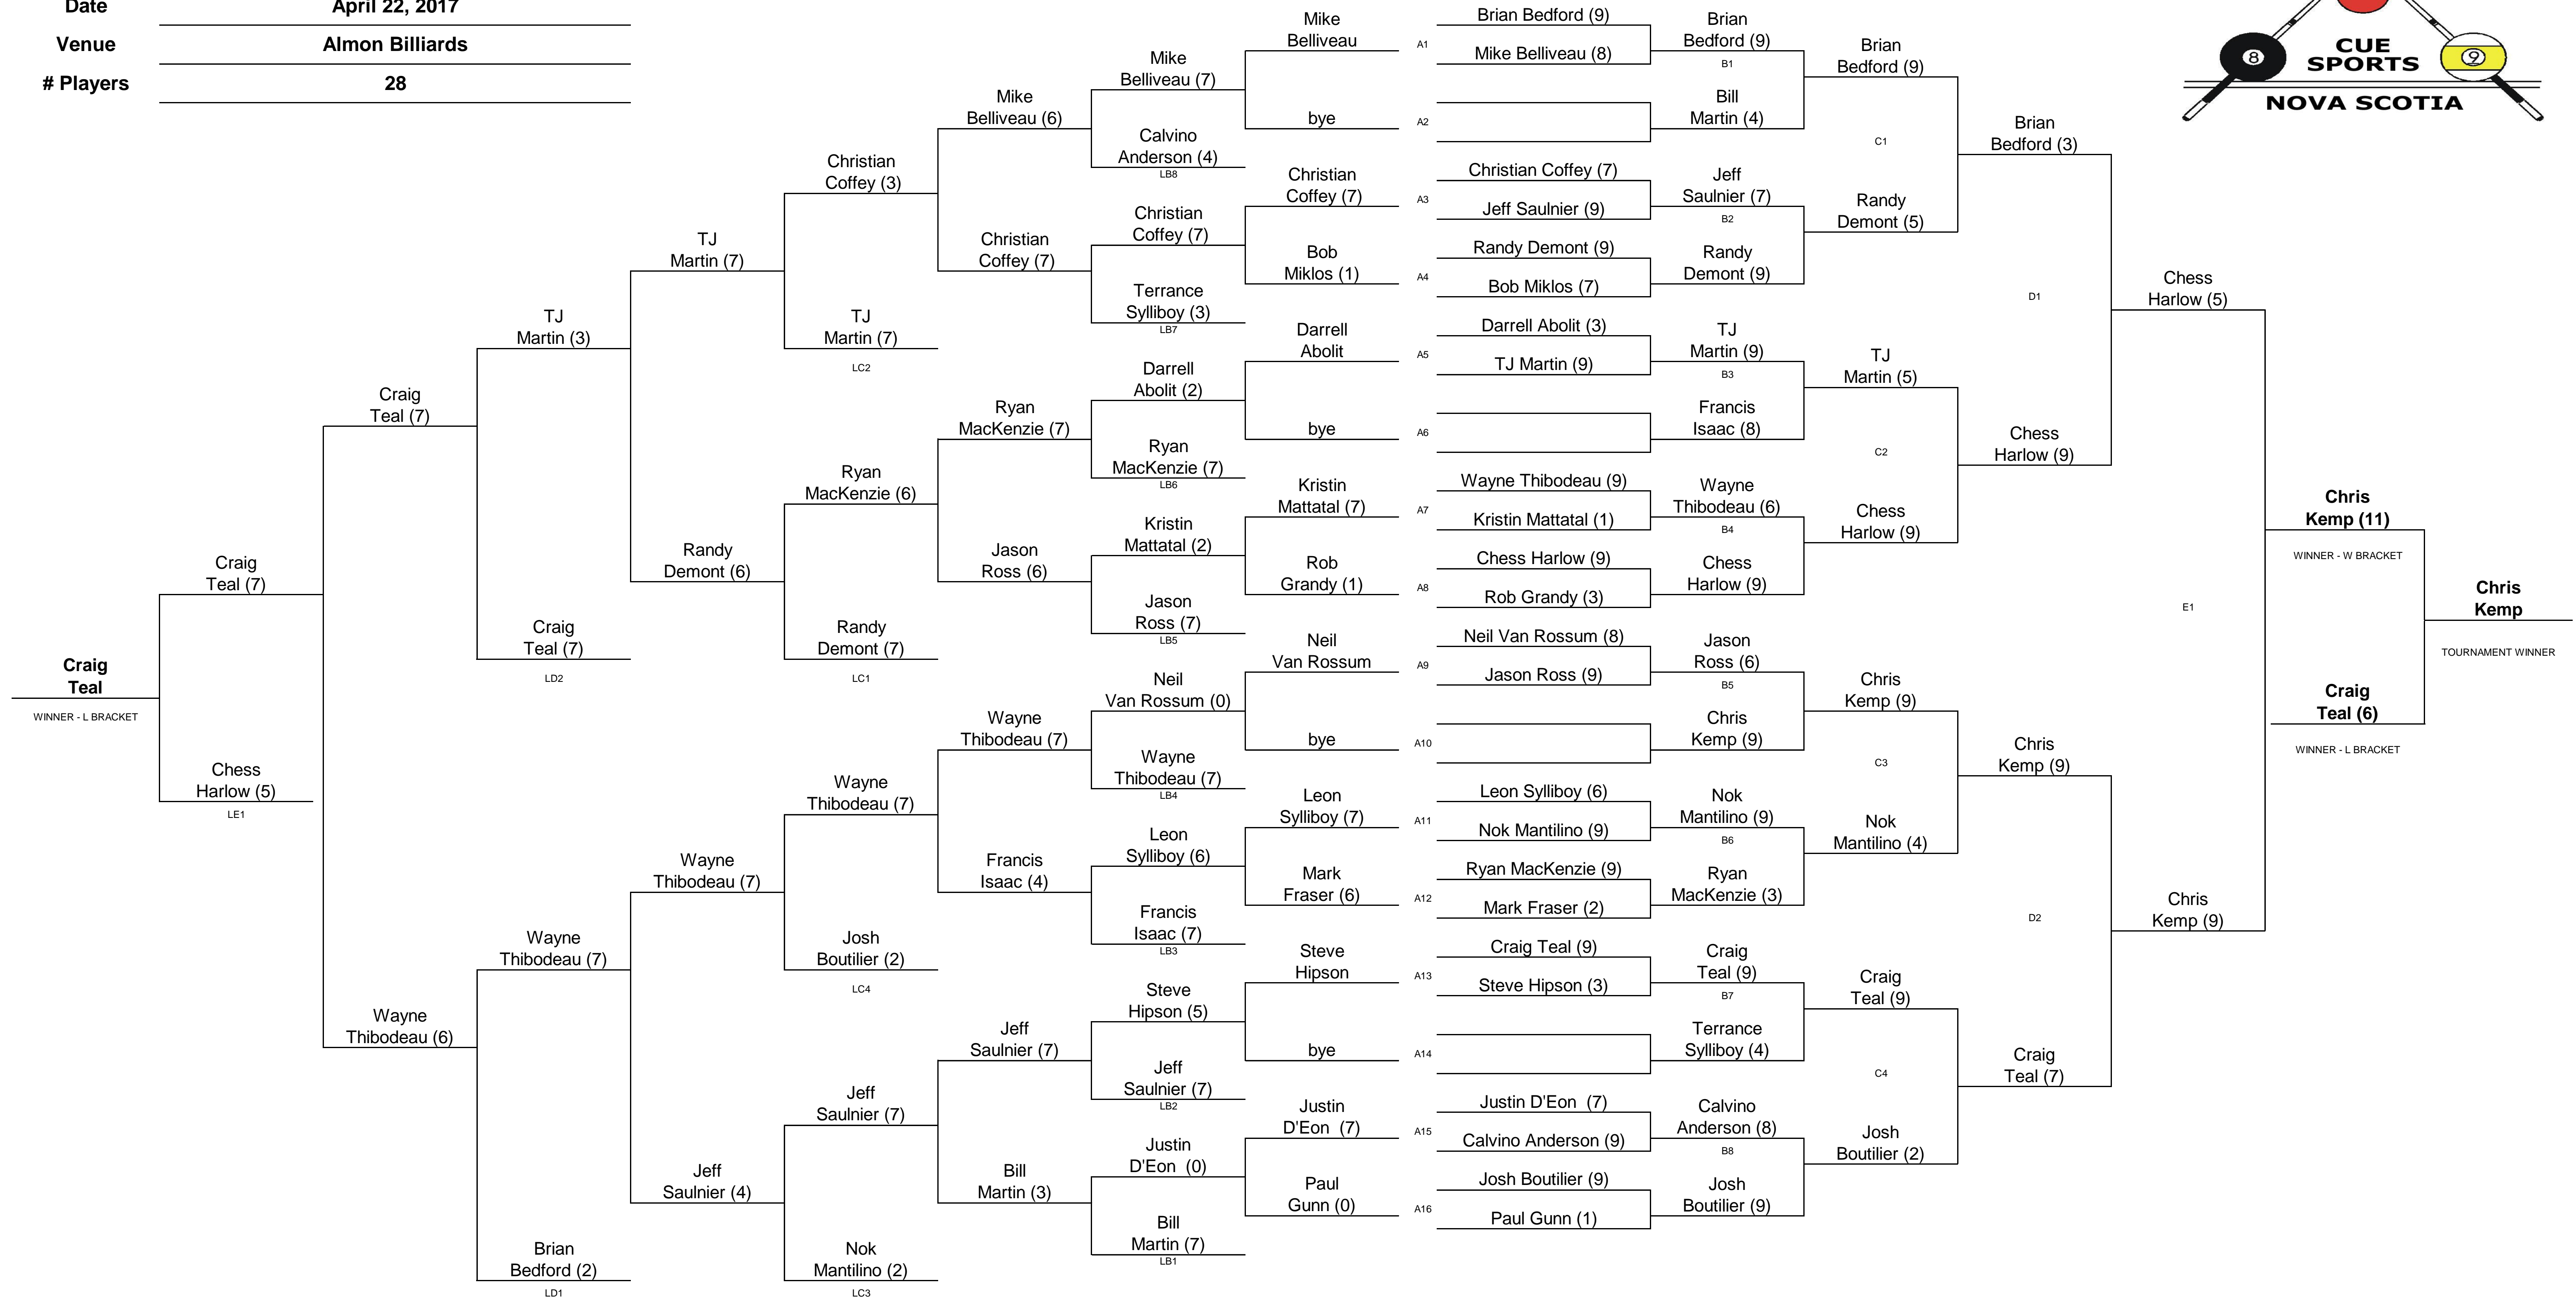 Date
April 22, 2017
Venue
Almon Billiards
# Players
28
8
CUE
SPORTS
9
NOVA SCOTIA
Craig
Teal
WINNER - L BRACKET
Craig
Teal (7)
Chess
Harlow (5)
LE1
Craig
Teal (7)
Wayne
Thibodeau (6)
TJ
Martin (3)
Craig
Teal (7)
LD2
Wayne
Thibodeau (7)
Brian
Bedford (2)
LD1
TJ
Martin (7)
Randy
Demont (6)
Wayne
Thibodeau (7)
Jeff
Saulnier (4)
Christian
Coffey (3)
TJ
Martin (7)
LC2
Ryan
MacKenzie (6)
Randy
Demont (7)
LC1
Wayne
Thibodeau (7)
Josh
Boutilier (2)
LC4
Jeff
Saulnier (7)
Nok
Mantilino (2)
LC3
Mike
Belliveau (6)
Christian
Coffey (7)
Ryan
MacKenzie (7)
Jason
Ross (6)
Wayne
Thibodeau (7)
Francis
Isaac (4)
Jeff
Saulnier (7)
Bill
Martin (3)
Mike
Belliveau (7)
Calvino
Anderson (4)
LB8
Christian
Coffey (7)
Terrance
Sylliboy (3)
LB7
Darrell
Abolit (2)
Ryan
MacKenzie (7)
LB6
Kristin
Mattatal (2)
Jason
Ross (7)
LB5
Neil
Van Rossum (0)
Wayne
Thibodeau (7)
LB4
Leon
Sylliboy (6)
Francis
Isaac (7)
LB3
Steve
Hipson (5)
Jeff
Saulnier (7)
LB2
Justin
D'Eon (0)
Bill
Martin (7)
LB1
Mike
Belliveau
bye
Christian
Coffey (7)
Bob
Miklos (1)
Darrell
Abolit
bye
Kristin
Mattatal (7)
Rob
Grandy (1)
Neil
Van Rossum
bye
Leon
Sylliboy (7)
Mark
Fraser (6)
Steve
Hipson
bye
Justin
D'Eon (7)
Paul
Gunn (0)
A1
A2
A3
A4
A5
A6
A7
A8
A9
A10
A11
A12
A13
A14
A15
A16
Brian Bedford (9)
Mike Belliveau (8)
Christian Coffey (7)
Jeff Saulnier (9)
Randy Demont (9)
Bob Miklos (7)
Darrell Abolit (3)
TJ Martin (9)
Wayne Thibodeau (9)
Kristin Mattatal (1)
Chess Harlow (9)
Rob Grandy (3)
Neil Van Rossum (8)
Jason Ross (9)
Leon Sylliboy (6)
Nok Mantilino (9)
Ryan MacKenzie (9)
Mark Fraser (2)
Craig Teal (9)
Steve Hipson (3)
Justin D'Eon (7)
Calvino Anderson (9)
Josh Boutilier (9)
Paul Gunn (1)
Brian
Bedford (9)
B1
Bill
Martin (4)
Jeff
Saulnier (7)
B2
Randy
Demont (9)
TJ
Martin (9)
B3
Francis
Isaac (8)
Wayne
Thibodeau (6)
B4
Chess
Harlow (9)
Jason
Ross (6)
B5
Chris
Kemp (9)
Nok
Mantilino (9)
B6
Ryan
MacKenzie (3)
Craig
Teal (9)
B7
Terrance
Sylliboy (4)
Calvino
Anderson (8)
B8
Josh
Boutilier (9)
Brian
Bedford (9)
C1
Randy
Demont (5)
TJ
Martin (5)
C2
Chess
Harlow (9)
Chris
Kemp (9)
C3
Nok
Mantilino (4)
Craig
Teal (9)
C4
Josh
Boutilier (2)
Brian
Bedford (3)
D1
Chess
Harlow (9)
Chris
Kemp (9)
D2
Craig
Teal (7)
Chess
Harlow (5)
E1
Chris
Kemp (9)
Chris
Kemp (11)
WINNER - W BRACKET
Craig
Teal (6)
WINNER - L BRACKET
Chris
Kemp
TOURNAMENT WINNER